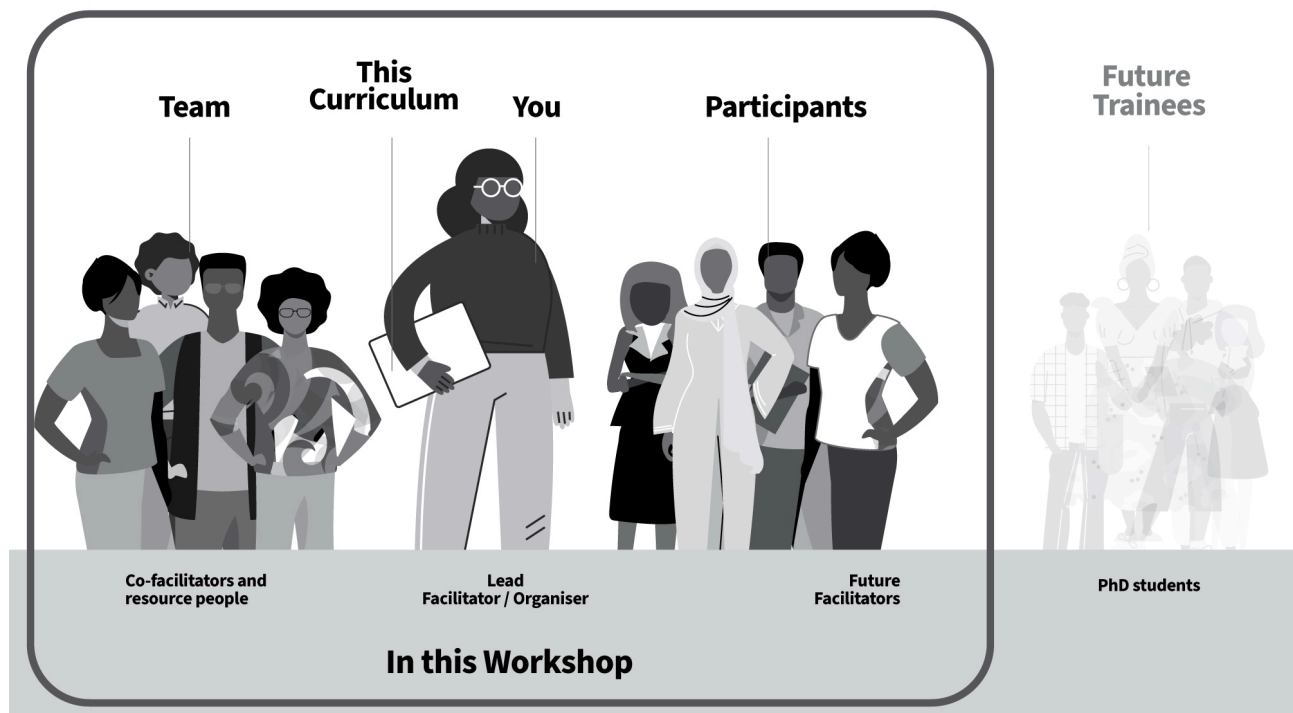 This
Curriculum
Team
You
Participants
Future
Trainees
Co-facilitators and
resource people
Lead
Facilitator / Organiser
Future
Facilitators
PhD students
In this Workshop